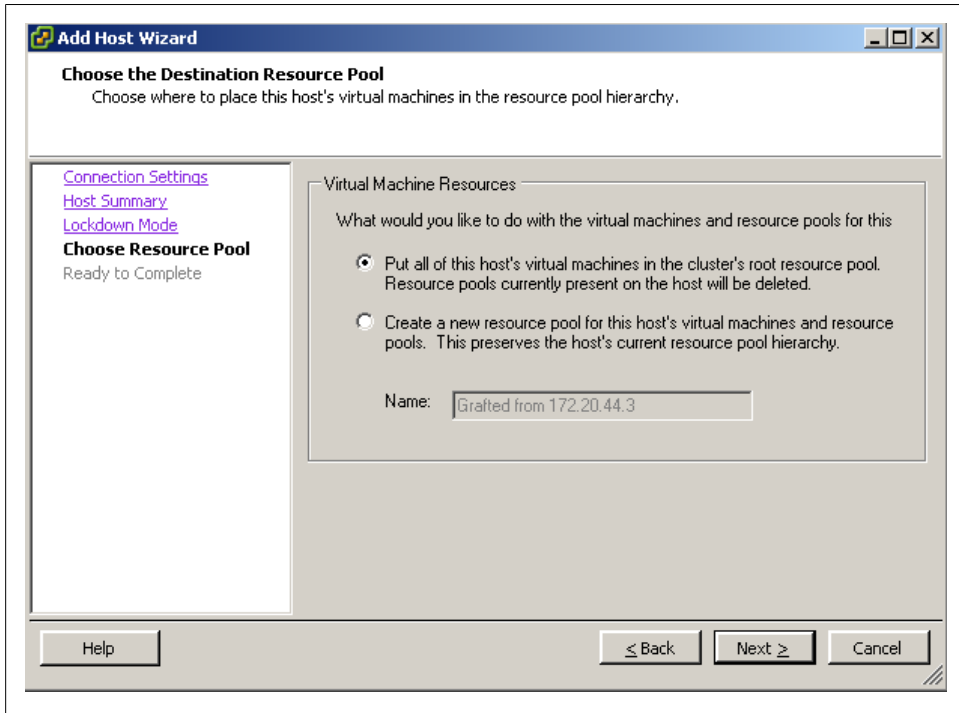 Add Host Wizard
Choose the Destination Resource Pool
Choose where to place this host's virtual machines in the resource pool hierarchy.
Connection Settings
Host Summary
Lockdown Mode
Choose Resource Pool
Ready to Complete
Virtual Machine Resources
What would you like to do with the virtual machines and resource pools for this
Put all of this host's virtual machines in the cluster's root resource pool.
Resource pools currently present on the host will be deleted.
Create a new resource pool for this host's virtual machines and resource
pools. This preserves the host's current resource pool hierarchy.
Name: Grafted from 172.20.44.3
Help
< Back
Next >
Cancel